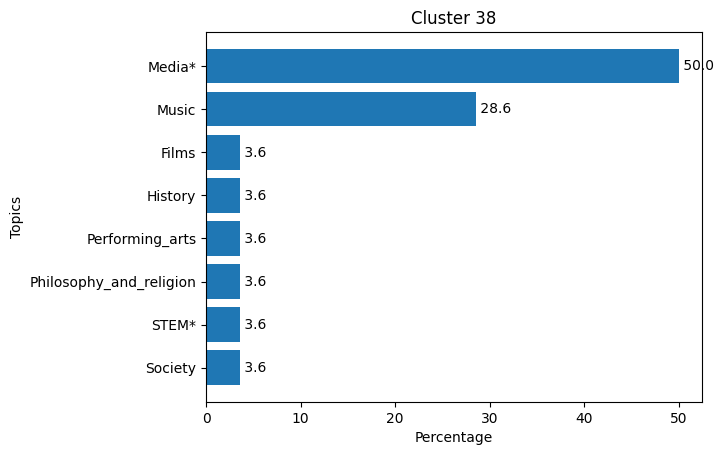 Cluster 38
Media* 50.0
Music 28.6
Films 3.6
History 3.6
Performing_arts 3.6
Philosophy_and_religion 3.6
STEM* 3.6
Society 3.6
Topics
0 10 20 30 40 50
Percentage